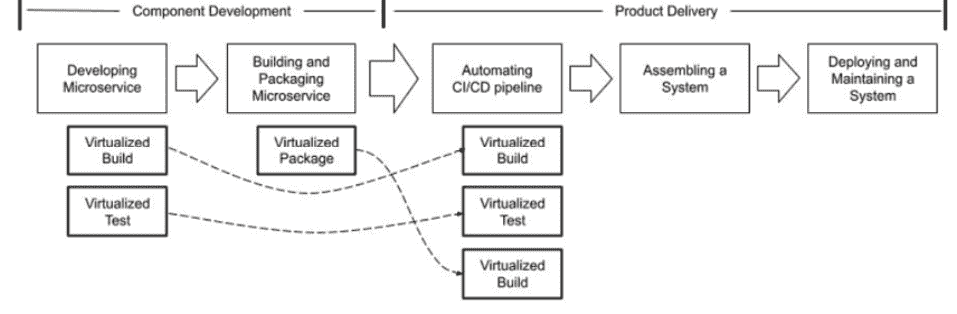 Component Development
Product Delivery
Developing
Microservice
Building and
Packaging
Microservice
Automating
CI/CD pipeline
Assembling a
System
Deploying and
Maintaining a
System
Virtualized
Build
Virtualized
Package
Virtualized
Build
Virtualized
Test
Virtualized
Test
Virtualized
Build